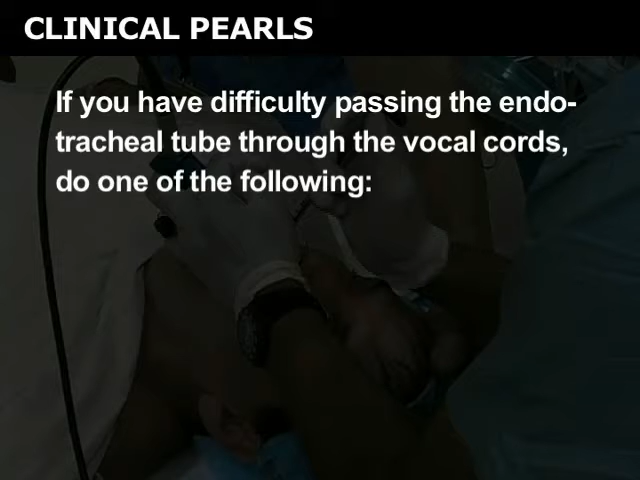 CLINICAL PEARLS
If you have difficulty passing the endo-
tracheal tube through the vocal cords,
do one of the following: